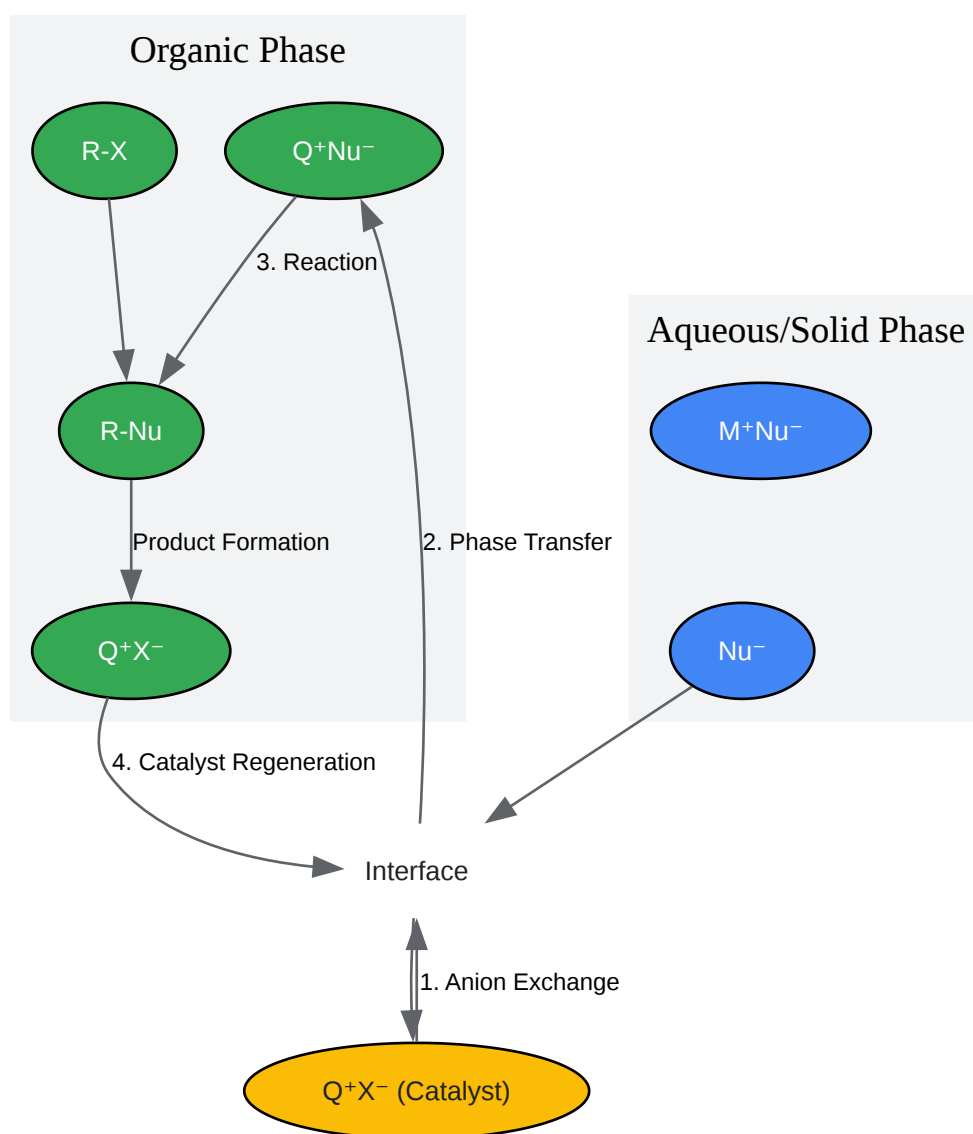 Organic Phase
R-X
Q⁺Nu⁻
3. Reaction
Aqueous/Solid Phase
R-Nu
M⁺Nu⁻
Product Formation
2. Phase Transfer
Q⁺X⁻
Nu⁻
4. Catalyst Regeneration
Interface
1. Anion Exchange
Q⁺X⁻ (Catalyst)